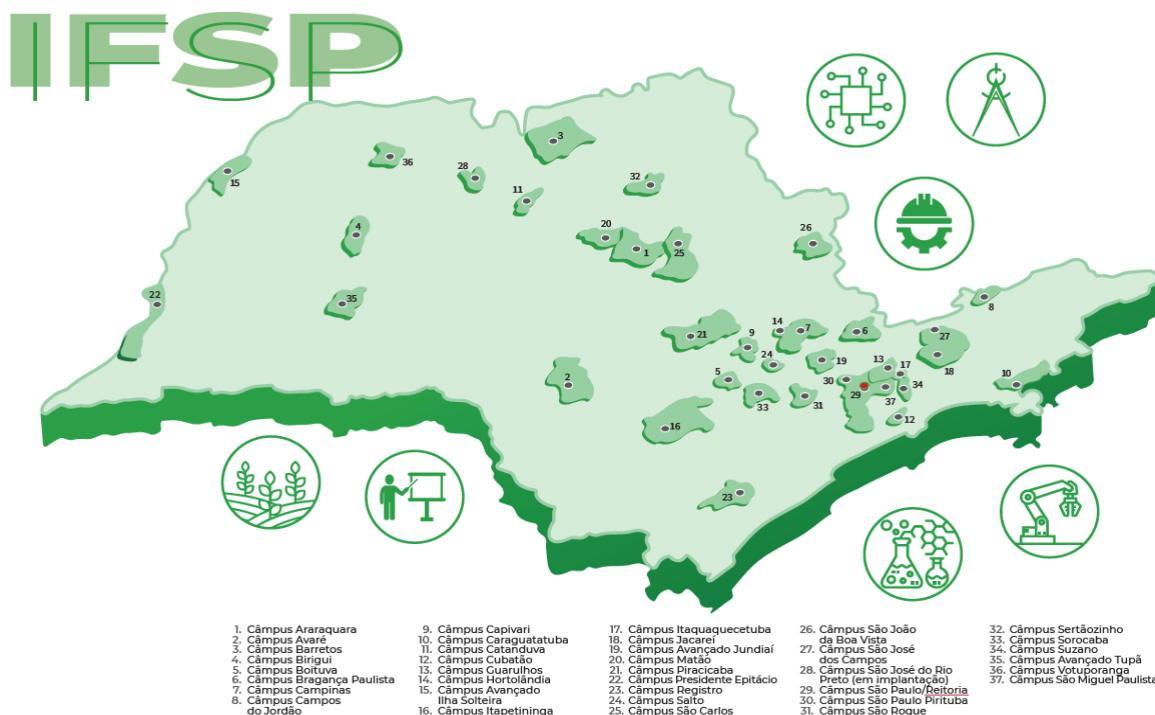 IFSP
3
36
28
15
32
11
4
20
1
25
26
22
35
8
21
14
7
6
27
9
24
19
13
17
18
5
2
30
10
33
31
29
37
34
12
16
23
1. Câmpus Araraquara
2. Câmpus Avaré
3. Câmpus Barretos
4. Câmpus Birigui
5. Câmpus Boituva
6. Câmpus Bragança Paulista
7. Câmpus Campinas
8. Câmpus Campos
do Jordão
9. Câmpus Capivari
10. Câmpus Caraguatatuba
11. Câmpus Catanduva
12. Câmpus Cubatão
13. Câmpus Guarulhos
14. Câmpus Hortolândia
15. Câmpus Avançado
Ilha Solteira
16. Câmpus Itapetininga
17. Câmpus Itaquaquecetuba
18. Câmpus Jacareí
19. Câmpus Avançado Jundiaí
20. Câmpus Matão
21. Câmpus Piracicaba
22. Câmpus Presidente Epitácio
23. Câmpus Registro
24. Câmpus Salto
25. Câmpus São Carlos
26. Câmpus São João
da Boa Vista
27. Câmpus São José
dos Campos
28. Câmpus São José do Rio
Preto (em implantação)
29. Câmpus São Paulo/Reitoria
30. Câmpus São Paulo Pirituba
31. Câmpus São Roque
32. Câmpus Sertãozinho
33. Câmpus Sorocaba
34. Câmpus Suzano
35. Câmpus Avançado Tupã
36. Câmpus Votuporanga
37. Câmpus São Miguel Paulista